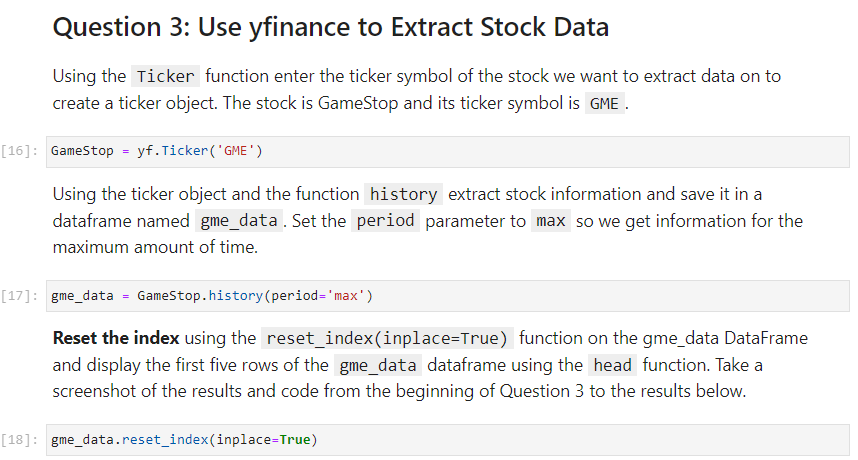 Question 3: Use yfinance to Extract Stock Data
Using the Ticker function enter the ticker symbol of the stock we want to extract data on to
create a ticker object. The stock is GameStop and its ticker symbol is GME .
[16]: GameStop = yf.Ticker('GME')
Using the ticker object and the function history extract stock information and save it in a
dataframe named gme_data . Set the period parameter to max so we get information for the
maximum amount of time.
[17]: gme_data = GameStop.history(period='max')
Reset the index using the reset_index(inplace=True) function on the gme_data DataFrame
and display the first five rows of the gme_data dataframe using the head function. Take a
screenshot of the results and code from the beginning of Question 3 to the results below.
[18]: gme_data.reset_index(inplace=True)